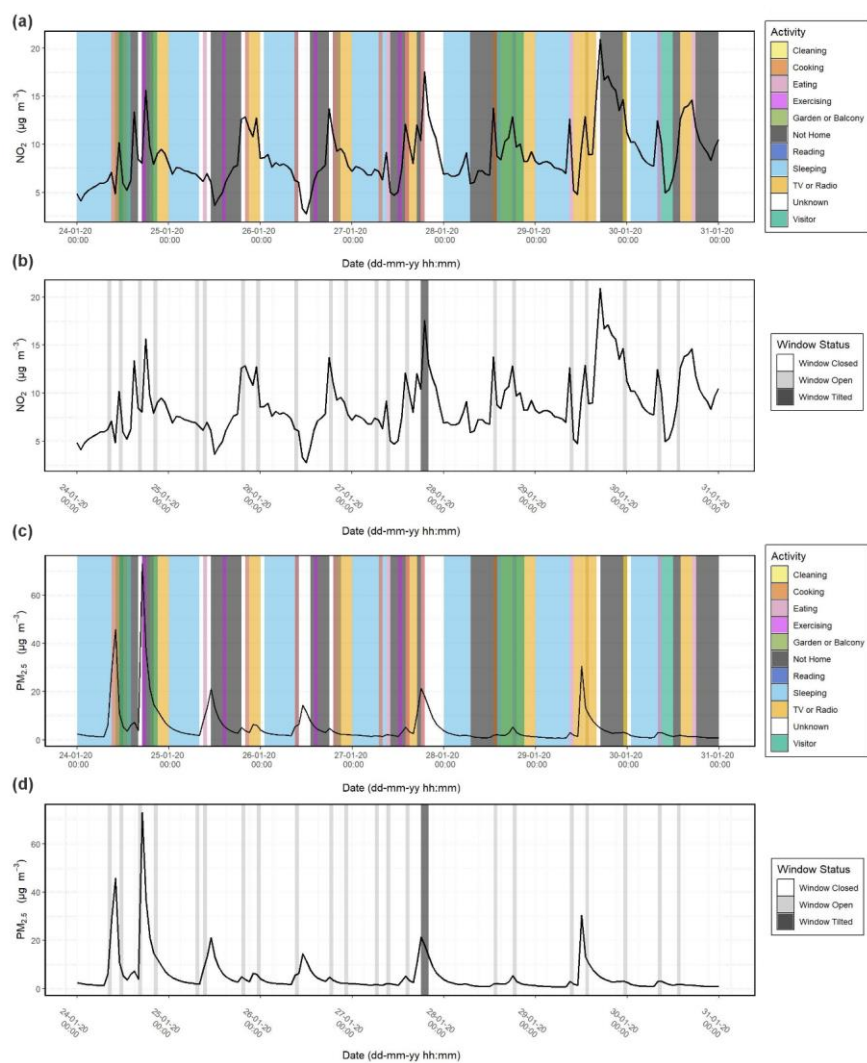 (a)
20
15
10
5
NO₂ (µg m⁻³)
24-01-20
00:00
25-01-20
00:00
26-01-20
00:00
27-01-20
00:00
28-01-20
00:00
29-01-20
00:00
30-01-20
00:00
31-01-20
00:00
Date (dd-mm-yy hh:mm)
Activity
Cleaning
Cooking
Eating
Exercising
Garden or Balcony
Not Home
Reading
Sleeping
TV or Radio
Unknown
Visitor
(b)
20
15
10
5
NO₂ (µg m⁻³)
24-01-20
00:00
25-01-20
00:00
26-01-20
00:00
27-01-20
00:00
28-01-20
00:00
29-01-20
00:00
30-01-20
00:00
31-01-20
00:00
Date (dd-mm-yy hh:mm)
Window Status
Window Closed
Window Open
Window Tilted
(c)
60
40
20
0
PM₂.₅ (µg m⁻³)
24-01-20
00:00
25-01-20
00:00
26-01-20
00:00
27-01-20
00:00
28-01-20
00:00
29-01-20
00:00
30-01-20
00:00
31-01-20
00:00
Date (dd-mm-yy hh:mm)
Activity
Cleaning
Cooking
Eating
Exercising
Garden or Balcony
Not Home
Reading
Sleeping
TV or Radio
Unknown
Visitor
(d)
60
40
20
0
PM₂.₅ (µg m⁻³)
24-01-20
00:00
25-01-20
00:00
26-01-20
00:00
27-01-20
00:00
28-01-20
00:00
29-01-20
00:00
30-01-20
00:00
31-01-20
00:00
Date (dd-mm-yy hh:mm)
Window Status
Window Closed
Window Open
Window Tilted